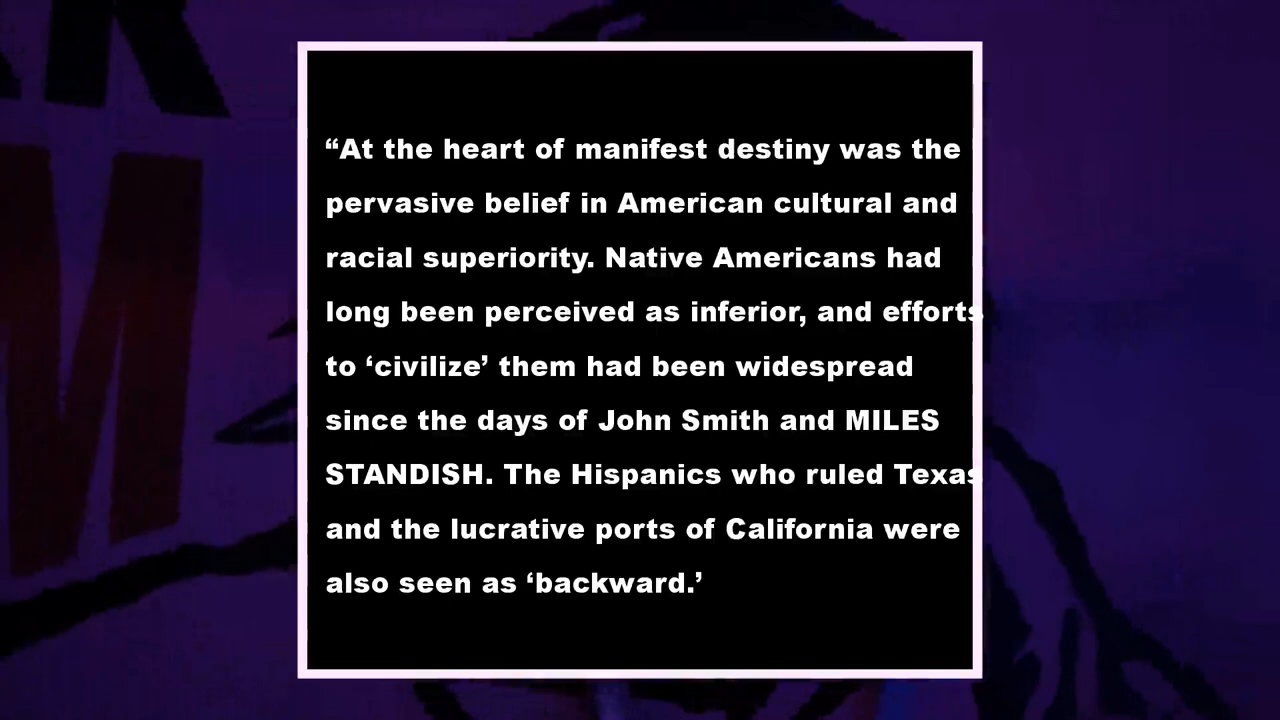 “At the heart of manifest destiny was the
pervasive belief in American cultural and
racial superiority. Native Americans had
long been perceived as inferior, and efforts
to ‘civilize’ them had been widespread
since the days of John Smith and MILES
STANDISH. The Hispanics who ruled Texas
and the lucrative ports of California were
also seen as ‘backward.’